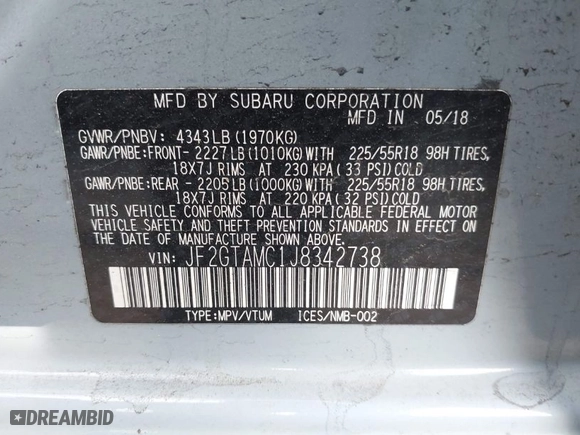 MFD BY SUBARU CORPORATION
MFD IN 05/18
GVWR/PNBV: 4343LB(1970KG)
GAWR/PNBE:FRONT- 2227LB(1010KG)WITH 225/55R18 98H TIRES,
18X7J RIMS AT 230 KPA( 33 PSI)COLD
GAWR/PNBE:REAR - 2205LB(1000KG)WITH 225/55R18 98H TIRES,
18X7J RIMS AT 220 KPA( 32 PSI)COLD
THIS VEHICLE CONFORMS TO ALL APPLICABLE FEDERAL MOTOR
VEHICLE SAFETY AND THEFT PREVENTION STANDARDS IN EFFECT ON
THE DATE OF MANUFACTURE SHOWN ABOVE.
VIN: JF2GTAMC1J8342738
TYPE:MPV/VTUM ICES/NMB-002
DREAMBID